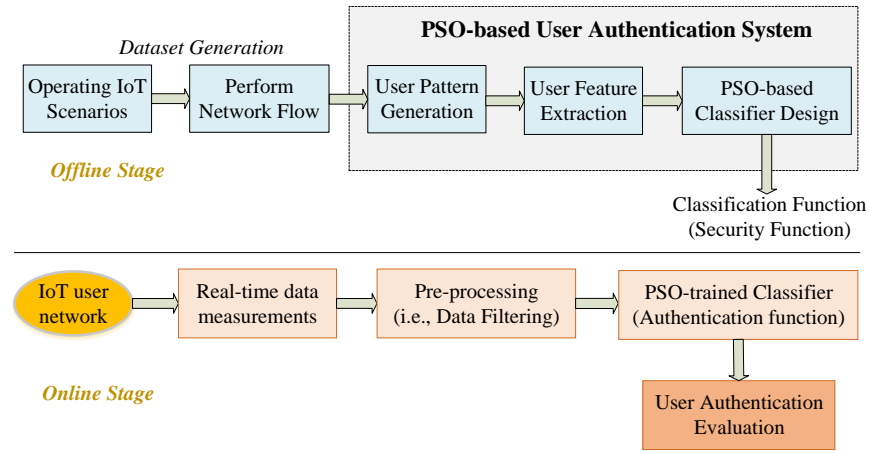 PSO-based User Authentication System
Dataset Generation
Operating IoT
Scenarios
Perform
Network Flow
User Pattern
Generation
User Feature
Extraction
PSO-based
Classifier Design
Offline Stage
Classification Function
(Security Function)
IoT user
network
Real-time data
measurements
Pre-processing
(i.e., Data Filtering)
PSO-trained Classifier
(Authentication function)
Online Stage
User Authentication
Evaluation